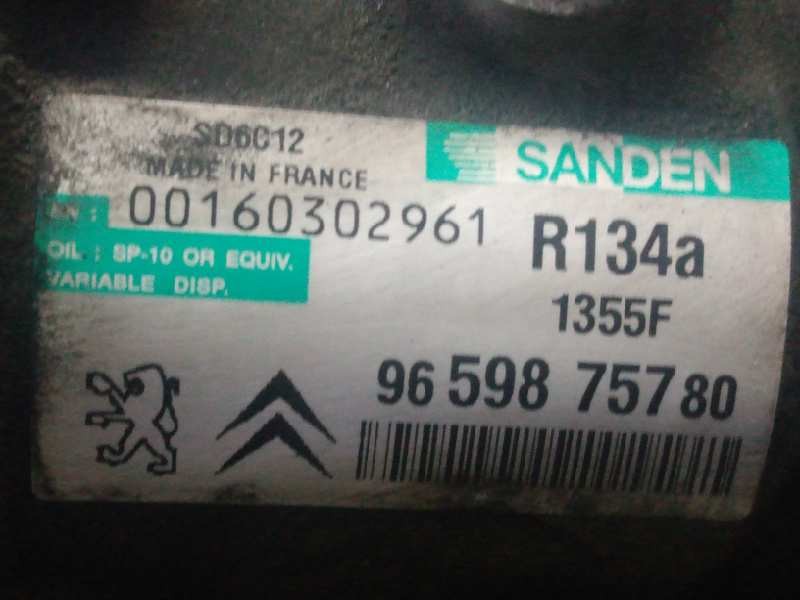 SD6C12
MADE IN FRANCE
SANDEN
SN : 00160302961
R134a
OIL : SP-10 OR EQUIV.
VARIABLE DISP.
1355F
96 598 757 80